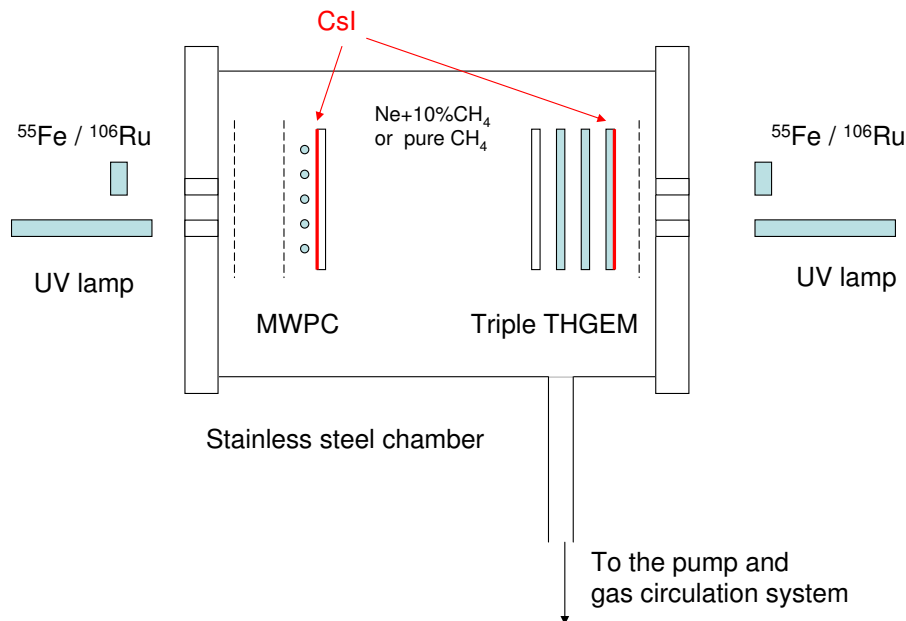 CsI
Ne+10%CH₄
or pure CH₄
⁵⁵Fe / ¹⁰⁶Ru
⁵⁵Fe / ¹⁰⁶Ru
UV lamp
UV lamp
MWPC
Triple THGEM
Stainless steel chamber
To the pump and
gas circulation system